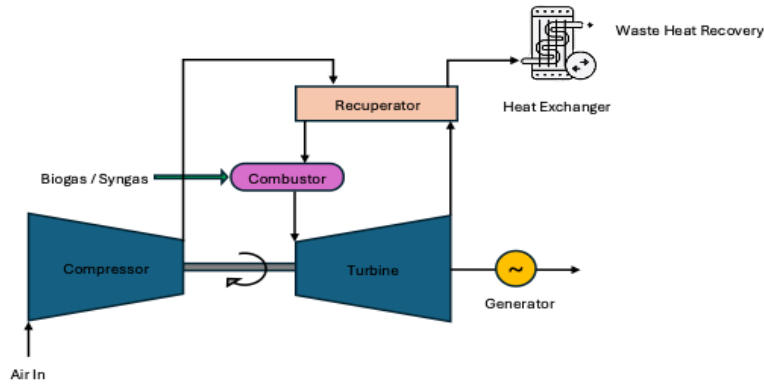 Waste Heat Recovery
Recuperator
Heat Exchanger
Biogas / Syngas
Combustor
Compressor
Turbine
~
Generator
Air In